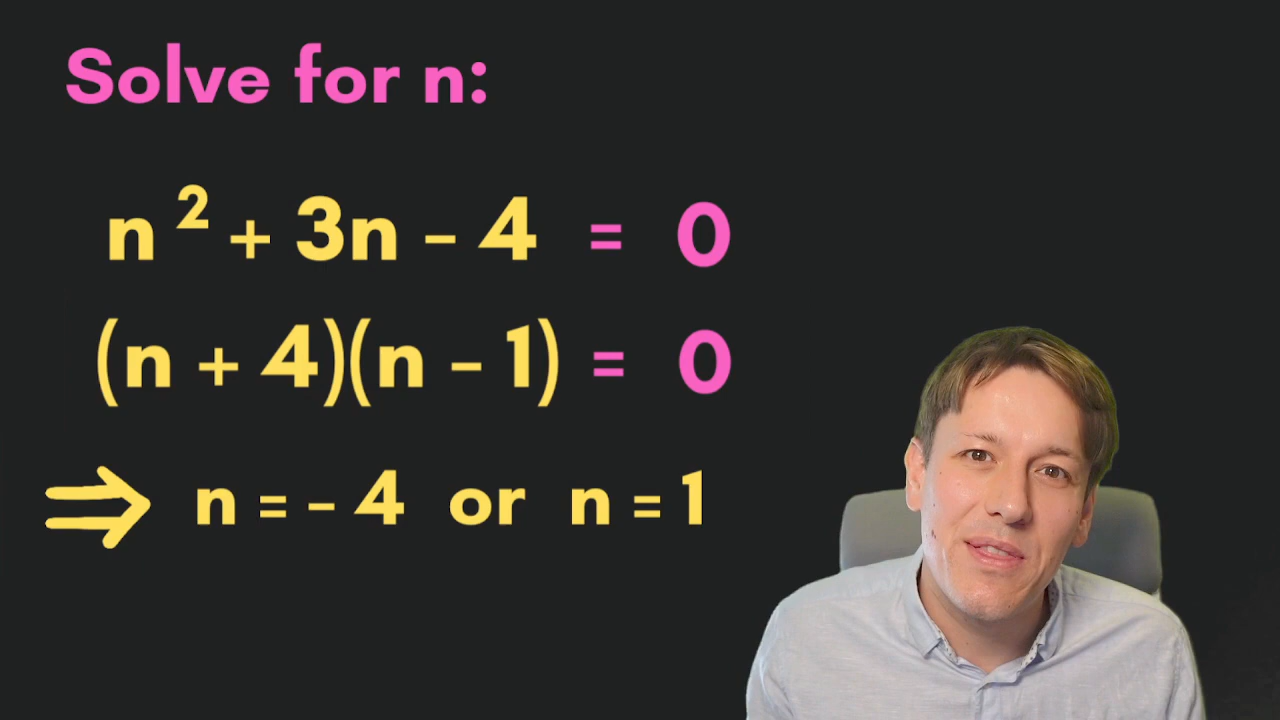 Solve for n:
n² + 3n - 4 = 0
(n + 4)(n - 1) = 0
⇒ n = - 4 or n = 1